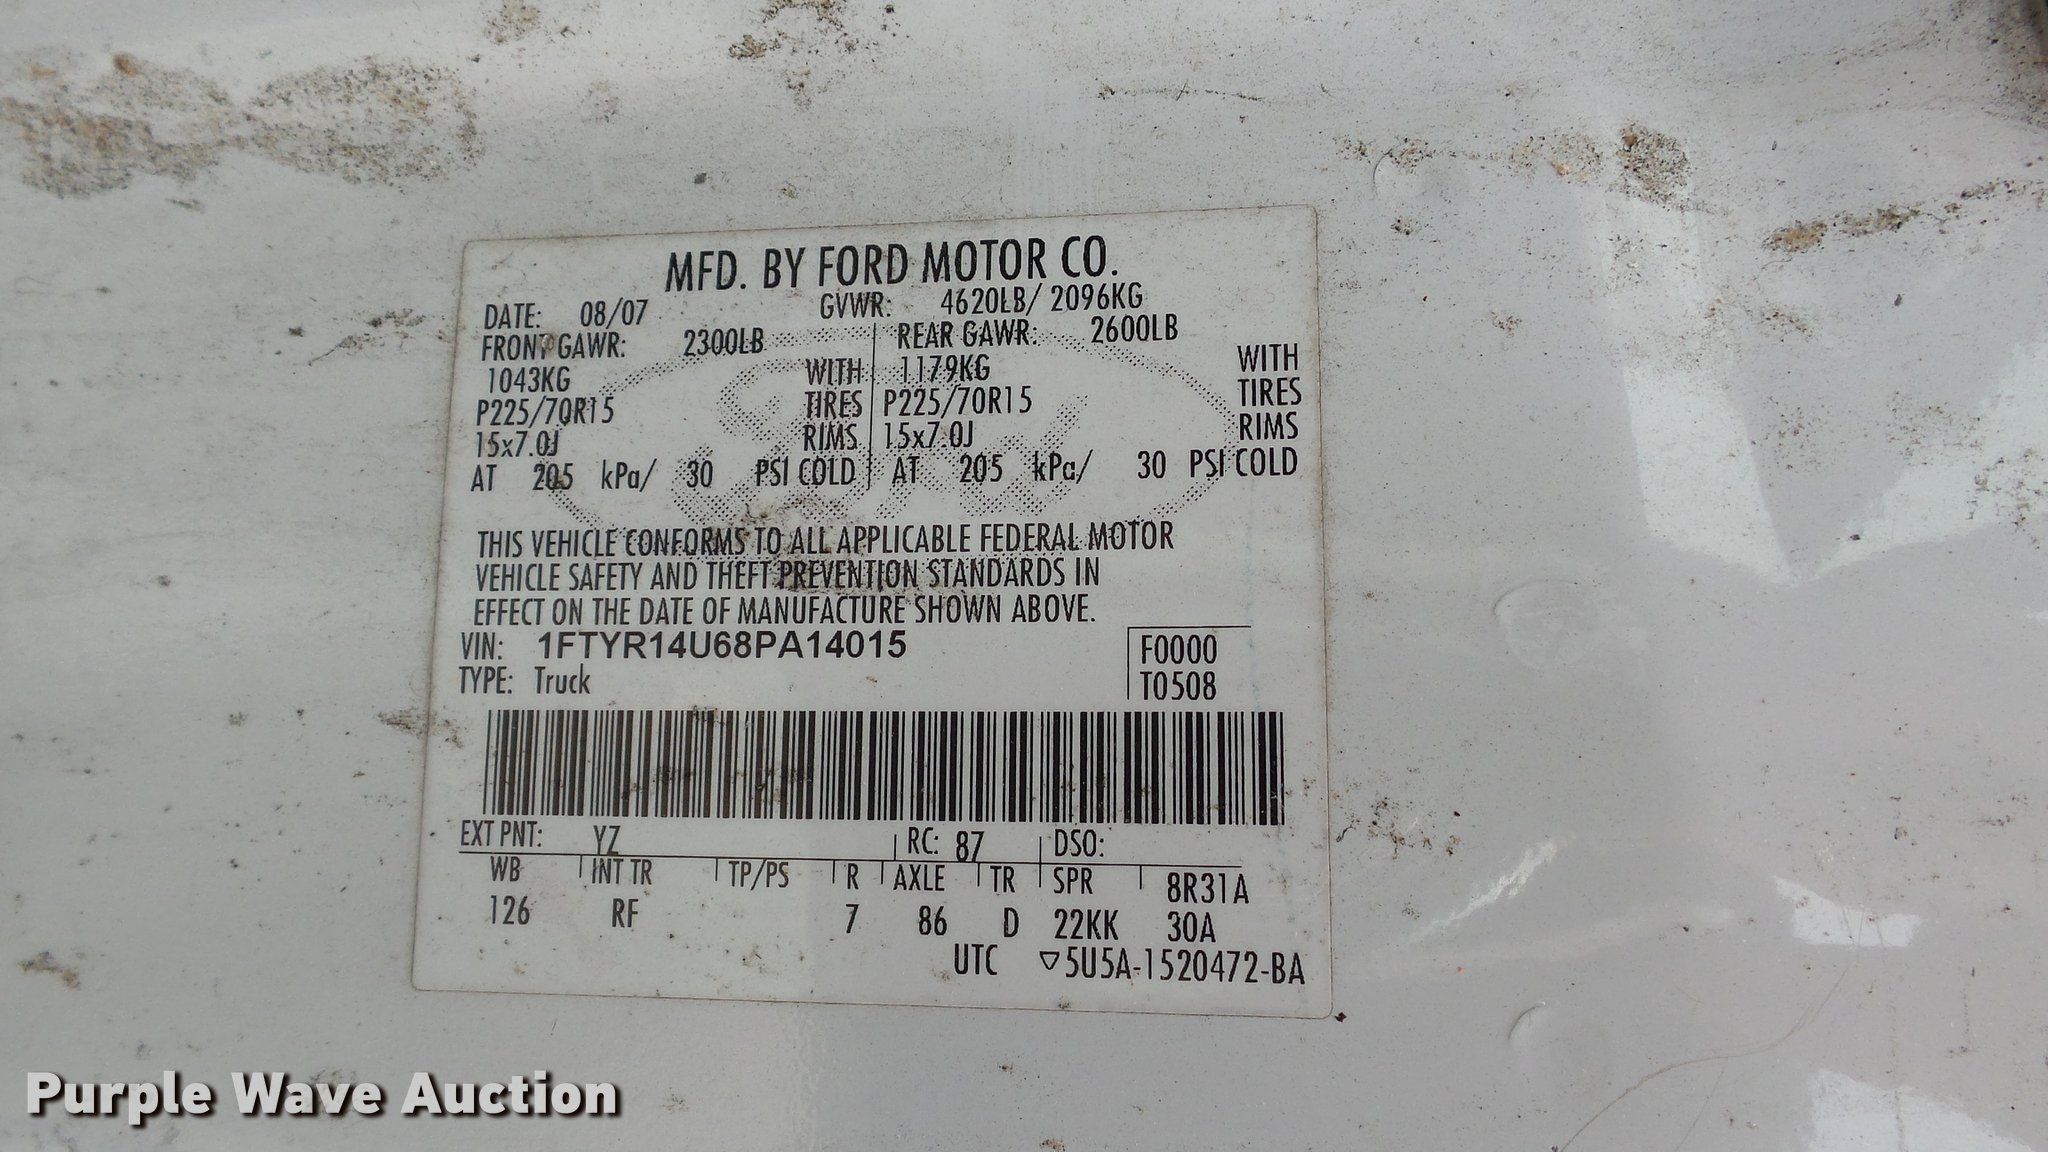 MFD. BY FORD MOTOR CO.
DATE: 08/07 GVWR: 4620LB/ 2096KG
FRONT GAWR: 2300LB REAR GAWR: 2600LB
1043KG WITH 1179KG WITH
P225/70R15 TIRES P225/70R15 TIRES
15x7.0J RIMS 15x7.0J RIMS
AT 205 kPa/ 30 PSI COLD AT 205 kPa/ 30 PSI COLD
THIS VEHICLE CONFORMS TO ALL APPLICABLE FEDERAL MOTOR
VEHICLE SAFETY AND THEFT PREVENTION STANDARDS IN
EFFECT ON THE DATE OF MANUFACTURE SHOWN ABOVE.
VIN: 1FTYR14U68PA14015 F0000
TYPE: Truck T0508
EXT PNT: YZ RC: 87 DSO:
WB INT TR TP/PS R AXLE TR SPR 8R31A
126 RF 7 86 D 22KK 30A
UTC ▽5U5A-1520472-BA
Purple Wave Auction